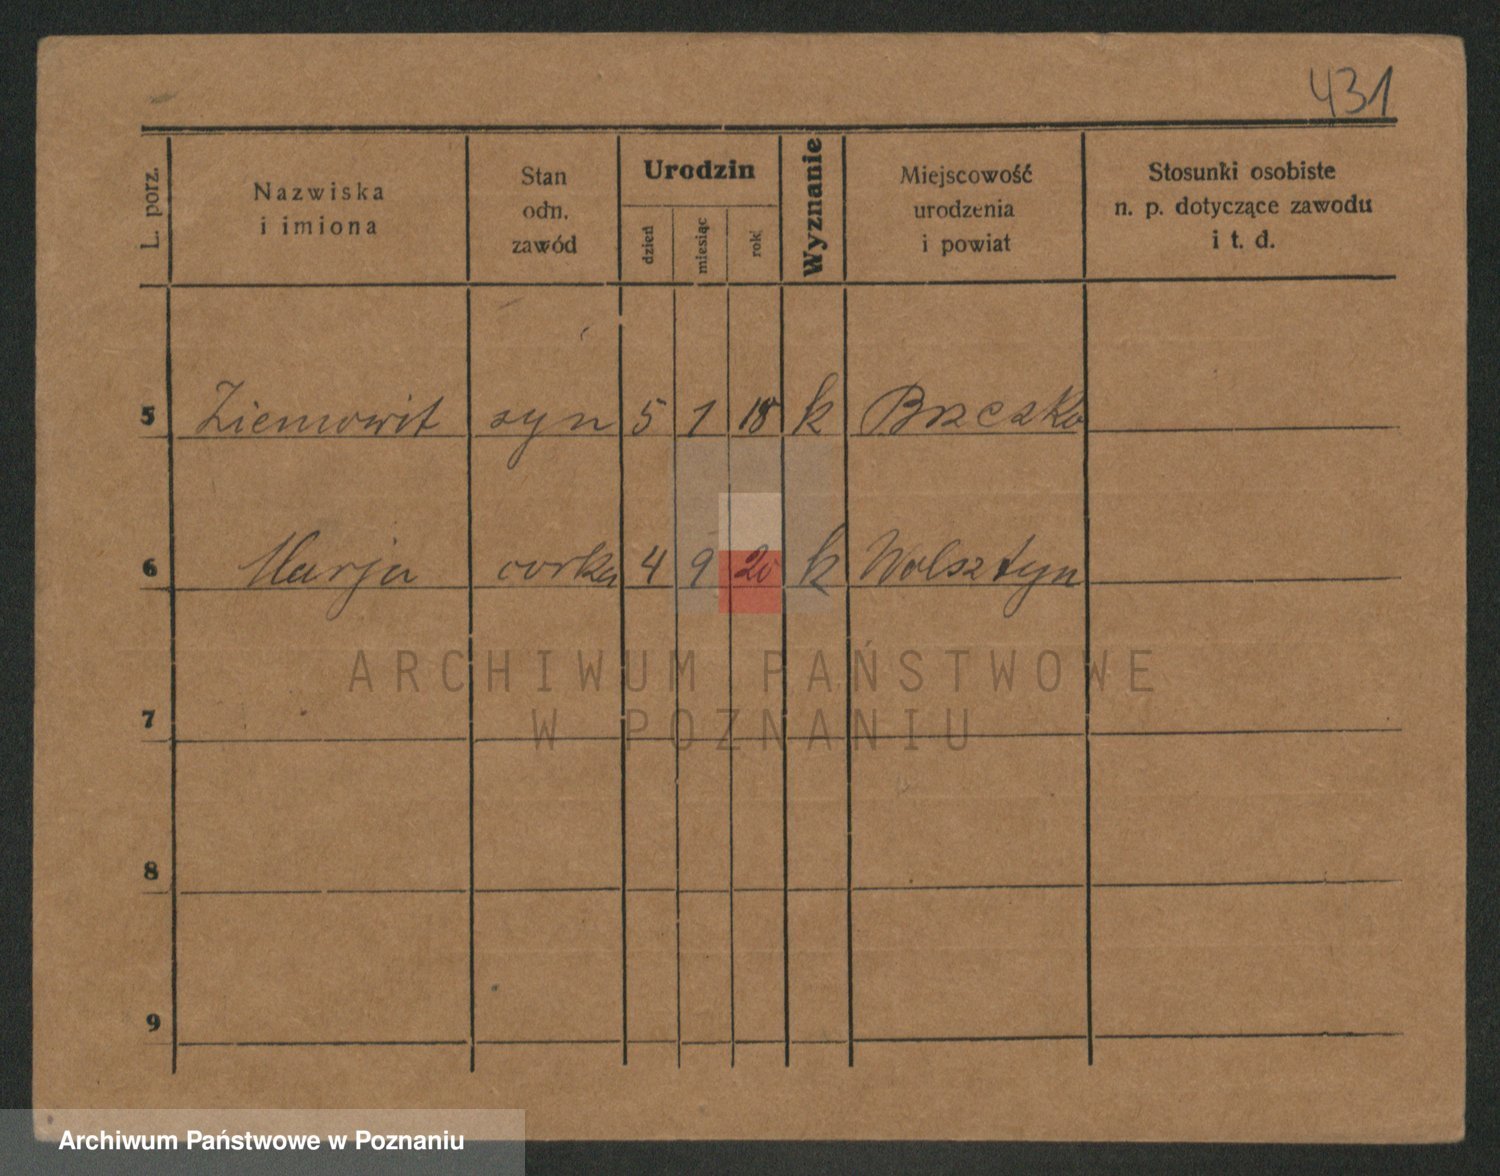 431
L. porz.
Nazwiska
i imiona
Stan
odn.
zawód
Urodzin
dzień
miesiąc
rok
Wyznanie
Miejscowość
urodzenia
i powiat
Stosunki osobiste
n. p. dotyczące zawodu
i t. d.
5 Ziemowit syn 5 1 18 k
6 Marja corka 4 9 20 k Wolsztyn
ARCHIWUM PAŃSTWOWE
W POZNANIU
7
8
9
Archiwum Państwowe w Poznaniu